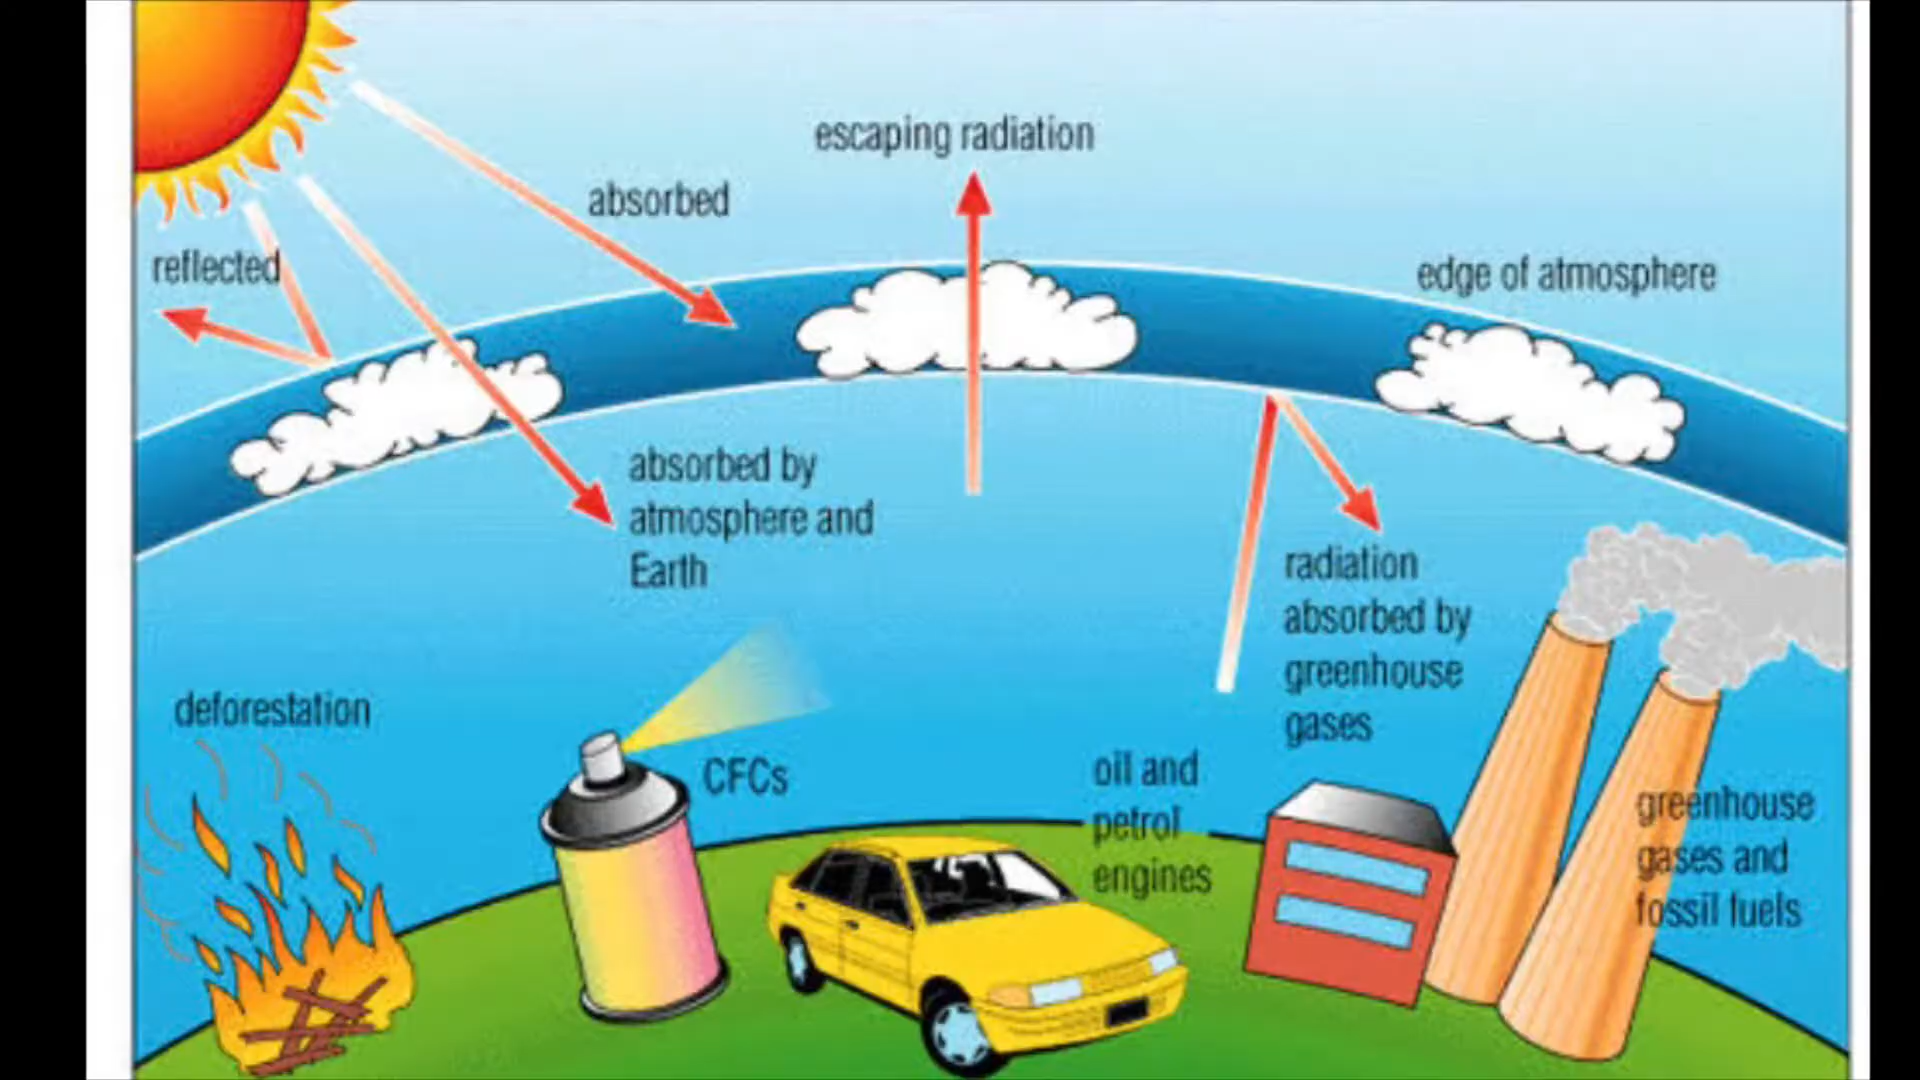 escaping radiation
absorbed
reflected
edge of atmosphere
absorbed by
atmosphere and
Earth
radiation
absorbed by
greenhouse
gases
deforestation
CFCs
oil and
petrol
engines
greenhouse
gases and
fossil fuels